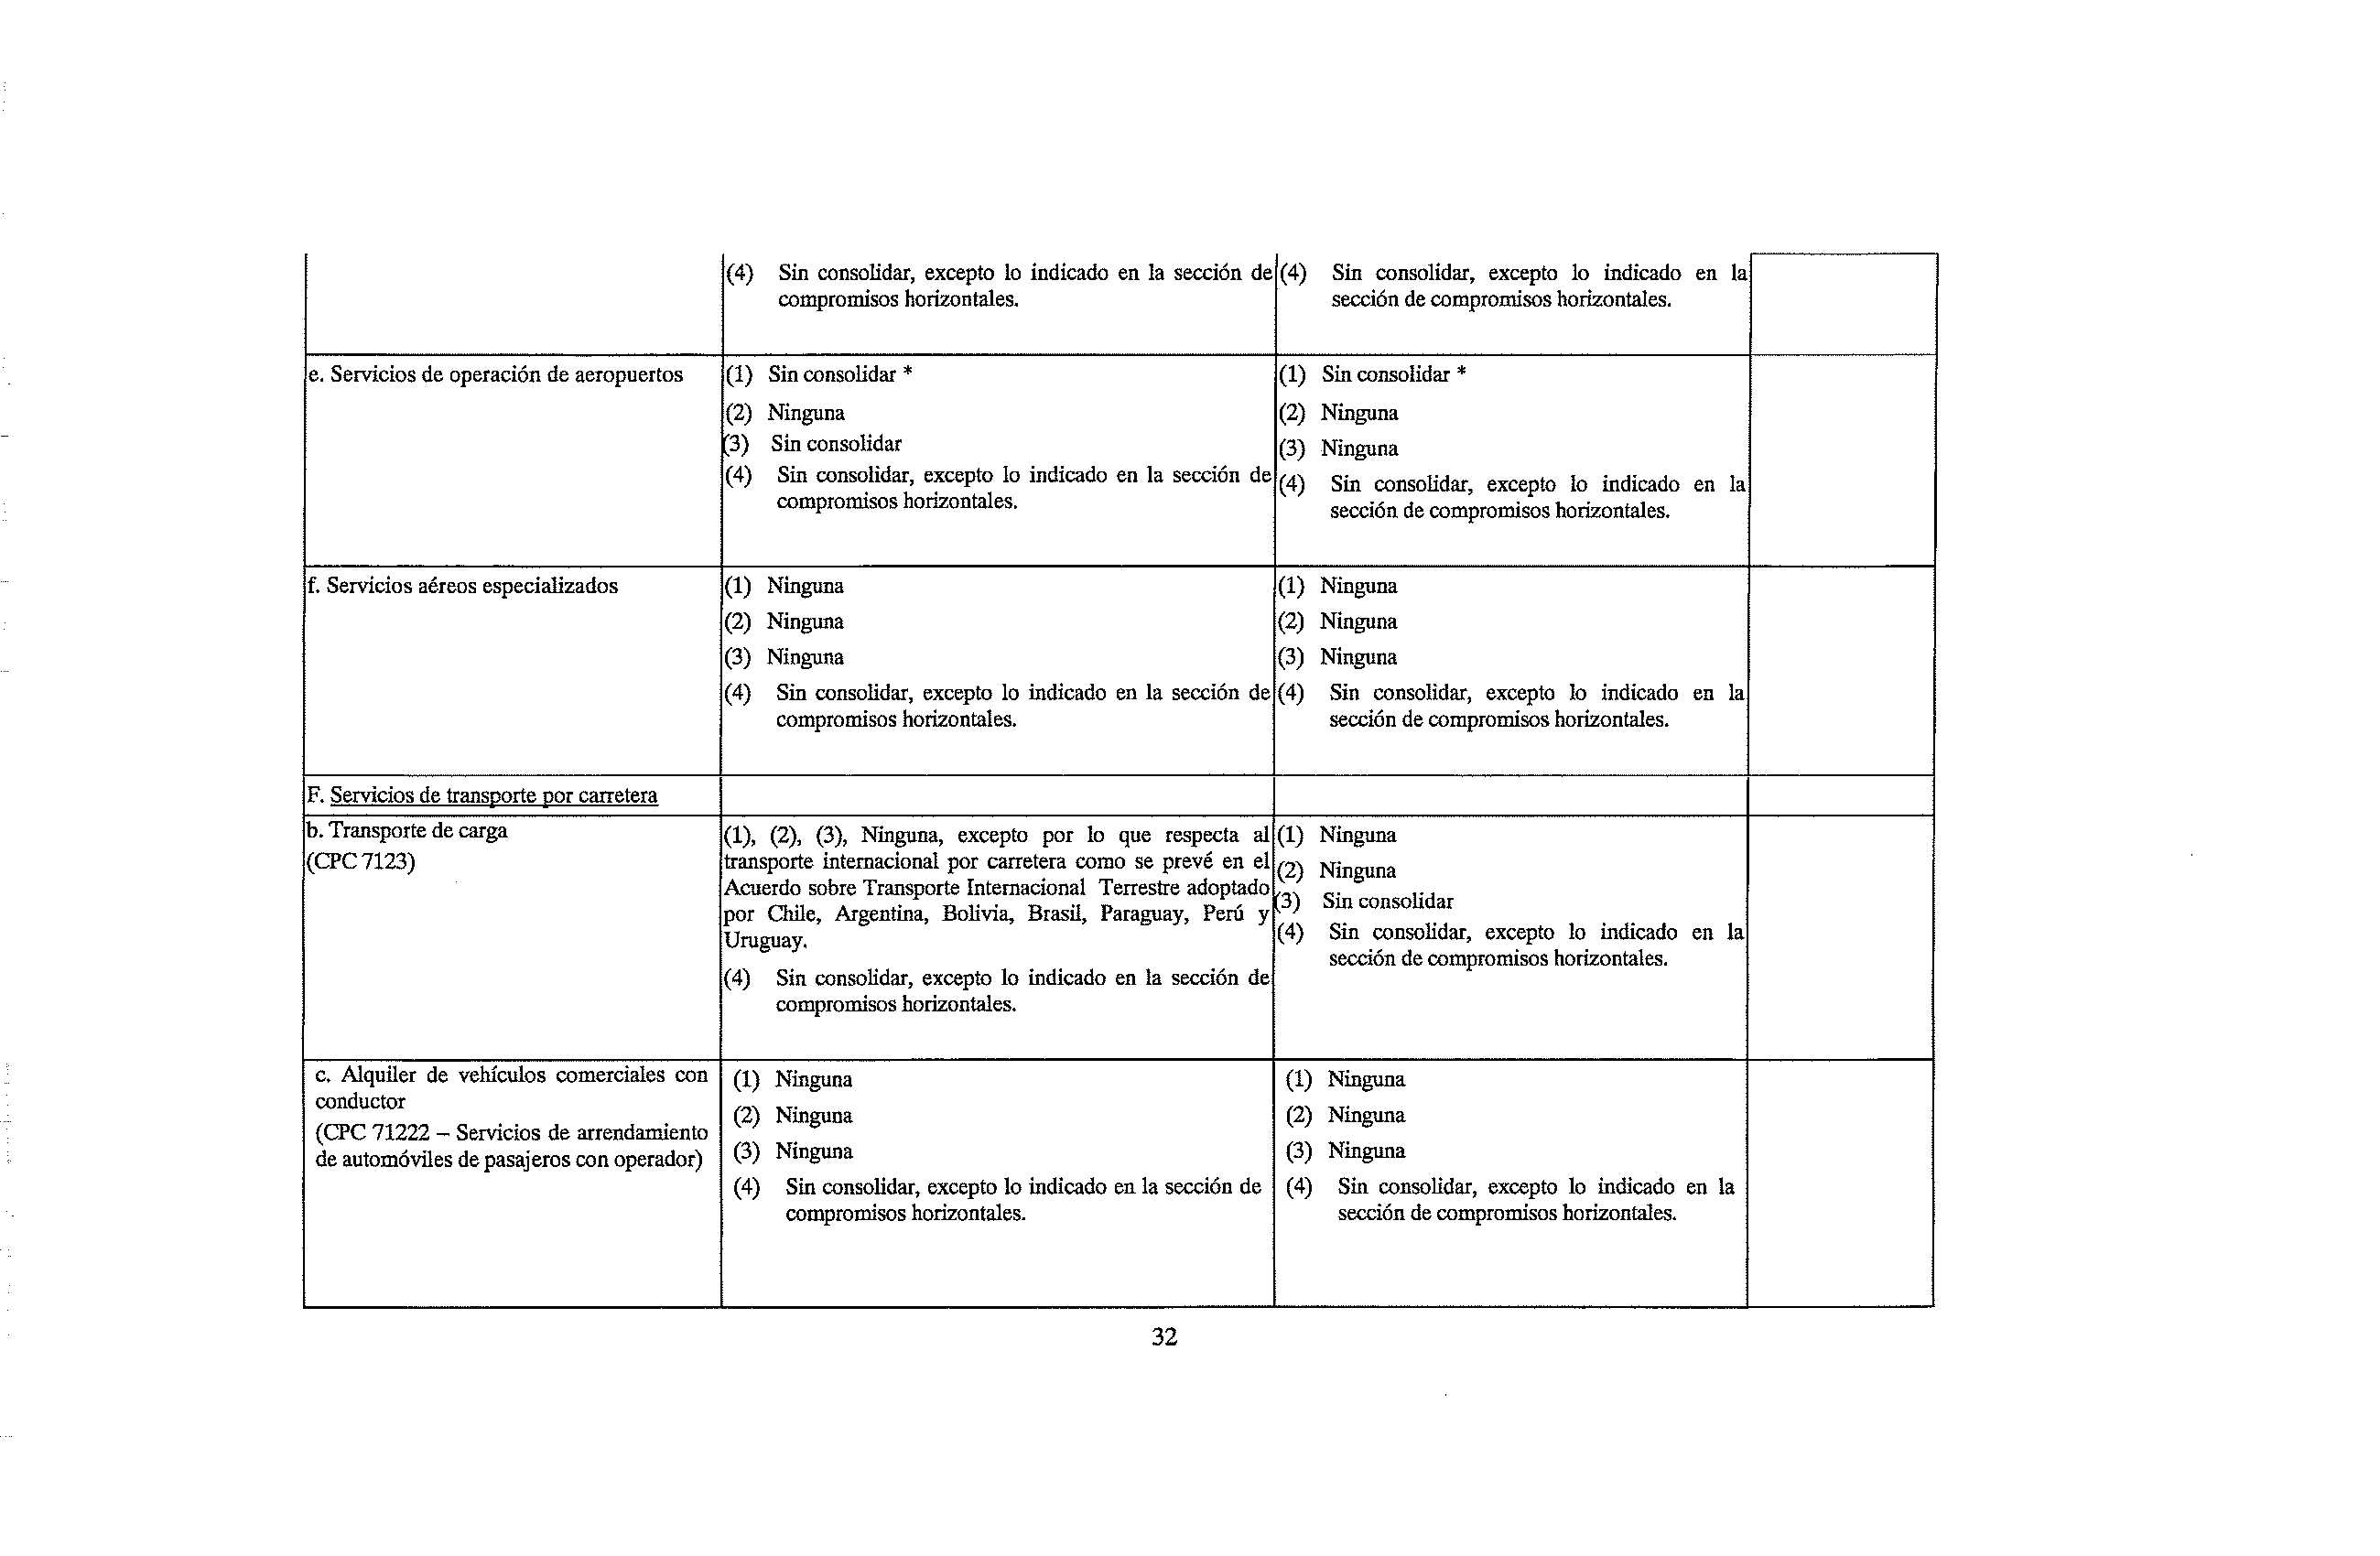 (4) Sin consolidar, excepto lo indicado en la sección de
compromisos horizontales.
(4) Sin consolidar, excepto lo indicado en la
sección de compromisos horizontales.
e. Servicios de operación de aeropuertos
(1) Sin consolidar *
(2) Ninguna
(3) Sin consolidar
(4) Sin consolidar, excepto lo indicado en la sección de
compromisos horizontales.
(1) Sin consolidar *
(2) Ninguna
(3) Ninguna
(4) Sin consolidar, excepto lo indicado en la
sección de compromisos horizontales.
f. Servicios aéreos especializados
(1) Ninguna
(2) Ninguna
(3) Ninguna
(4) Sin consolidar, excepto lo indicado en la sección de
compromisos horizontales.
(1) Ninguna
(2) Ninguna
(3) Ninguna
(4) Sin consolidar, excepto lo indicado en la
sección de compromisos horizontales.
F. Servicios de transporte por carretera
b. Transporte de carga
(CPC 7123)
(1), (2), (3), Ninguna, excepto por lo que respecta al
transporte internacional por carretera como se prevé en el
Acuerdo sobre Transporte Internacional Terrestre adoptado
por Chile, Argentina, Bolivia, Brasil, Paraguay, Perú y
Uruguay.
(4) Sin consolidar, excepto lo indicado en la sección de
compromisos horizontales.
(1) Ninguna
(2) Ninguna
(3) Sin consolidar
(4) Sin consolidar, excepto lo indicado en la
sección de compromisos horizontales.
c. Alquiler de vehículos comerciales con
conductor
(CPC 71222 – Servicios de arrendamiento
de automóviles de pasajeros con operador)
(1) Ninguna
(2) Ninguna
(3) Ninguna
(4) Sin consolidar, excepto lo indicado en la sección de
compromisos horizontales.
(1) Ninguna
(2) Ninguna
(3) Ninguna
(4) Sin consolidar, excepto lo indicado en la
sección de compromisos horizontales.
32